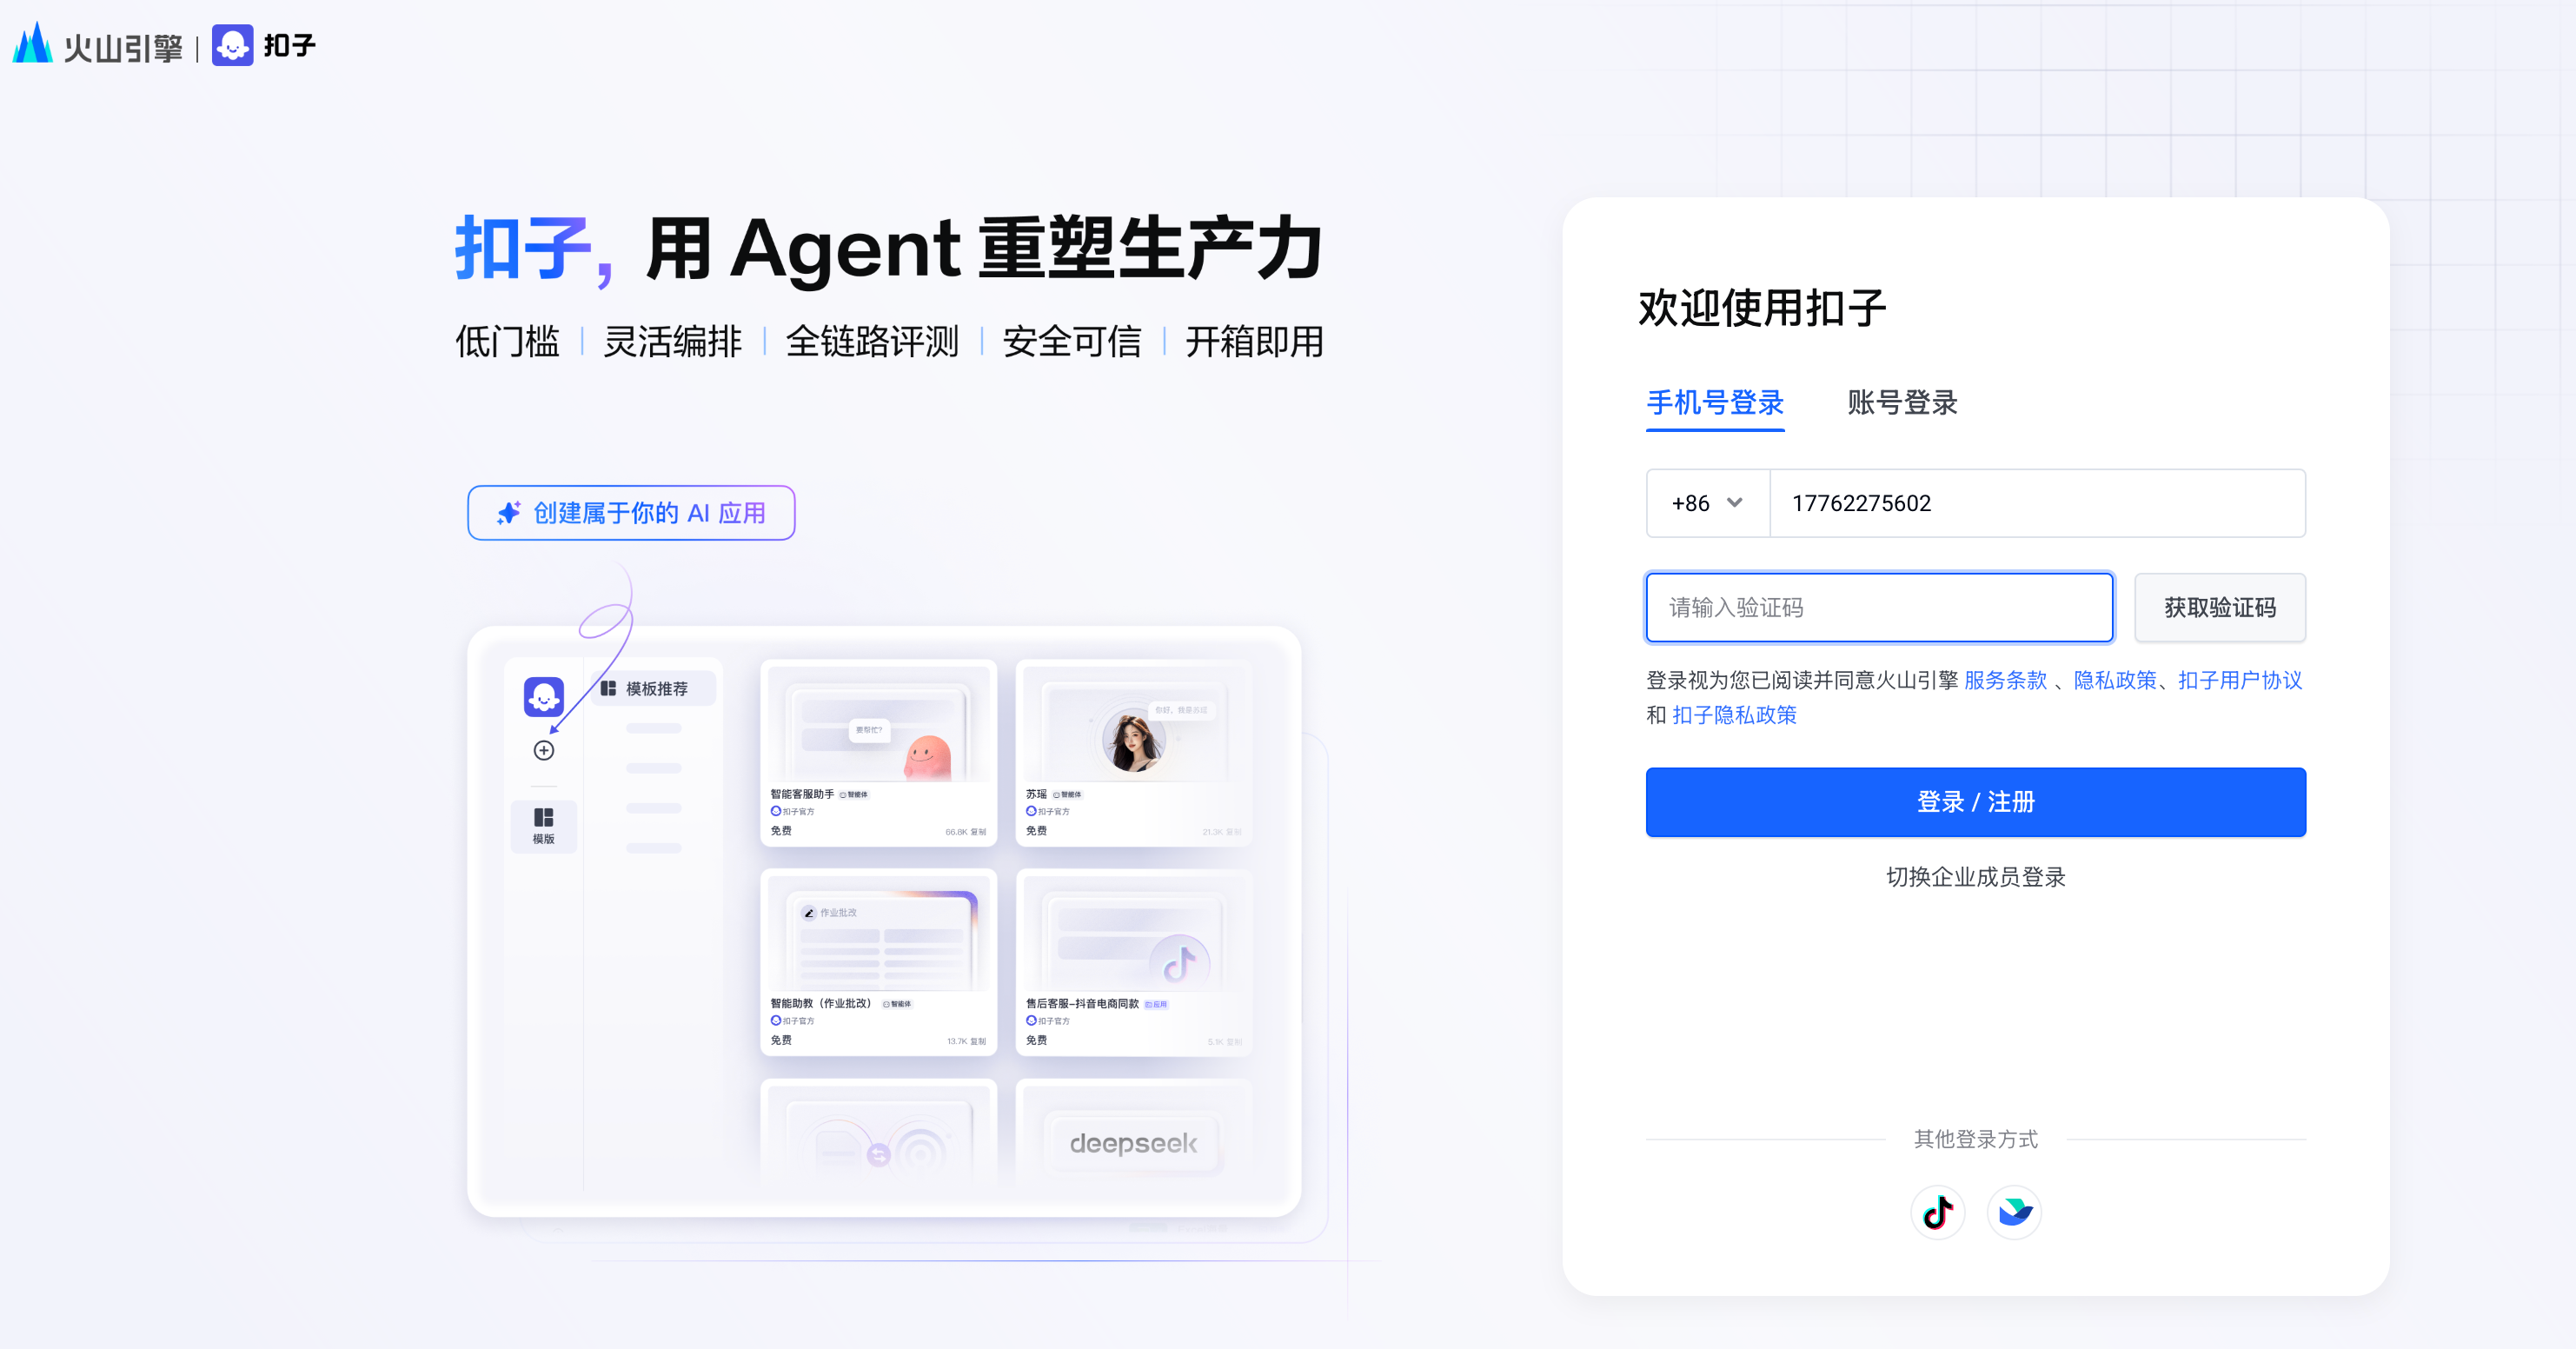 火山引擎 | 扣子
扣子，用 Agent 重塑生产力
低门槛 | 灵活编排 | 全链路评测 | 安全可信 | 开箱即用
创建属于你的 AI 应用
模板推荐
模版
要帮忙?
智能客服助手 智能体
扣子官方
免费 66.8K 复制
你好，我是苏瑶
苏瑶 智能体
扣子官方
免费 21.3K 复制
作业批改
智能助教（作业批改） 智能体
扣子官方
免费 13.7K 复制
售后客服-抖音电商同款 应用
扣子官方
免费 5.1K 复制
deepseek
欢迎使用扣子
手机号登录 账号登录
+86 17762275602
请输入验证码 获取验证码
登录视为您已阅读并同意火山引擎 服务条款 、隐私政策、扣子用户协议
和 扣子隐私政策
登录 / 注册
切换企业成员登录
其他登录方式